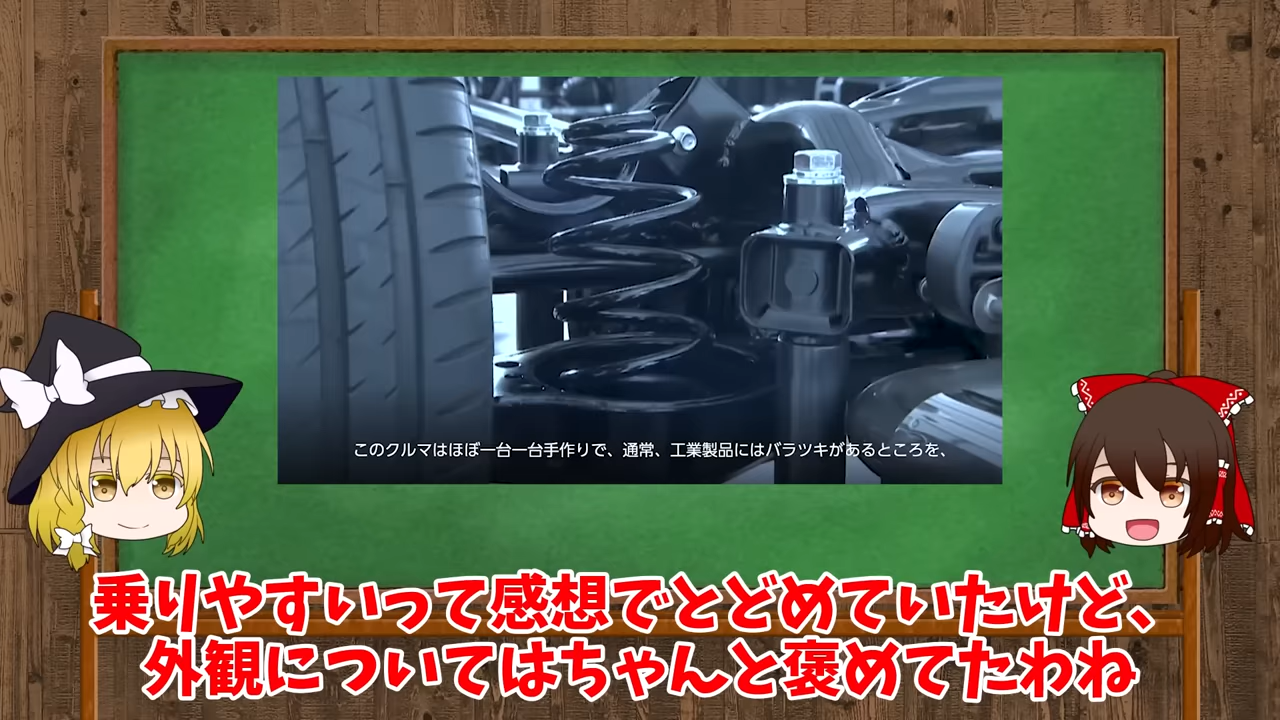 このクルマはほぼ一台一台手作りで、通常、工業製品にはバラツキがあるところを、
乗りやすいって感想でとどめていたけど、
外観についてはちゃんと褒めてたわね